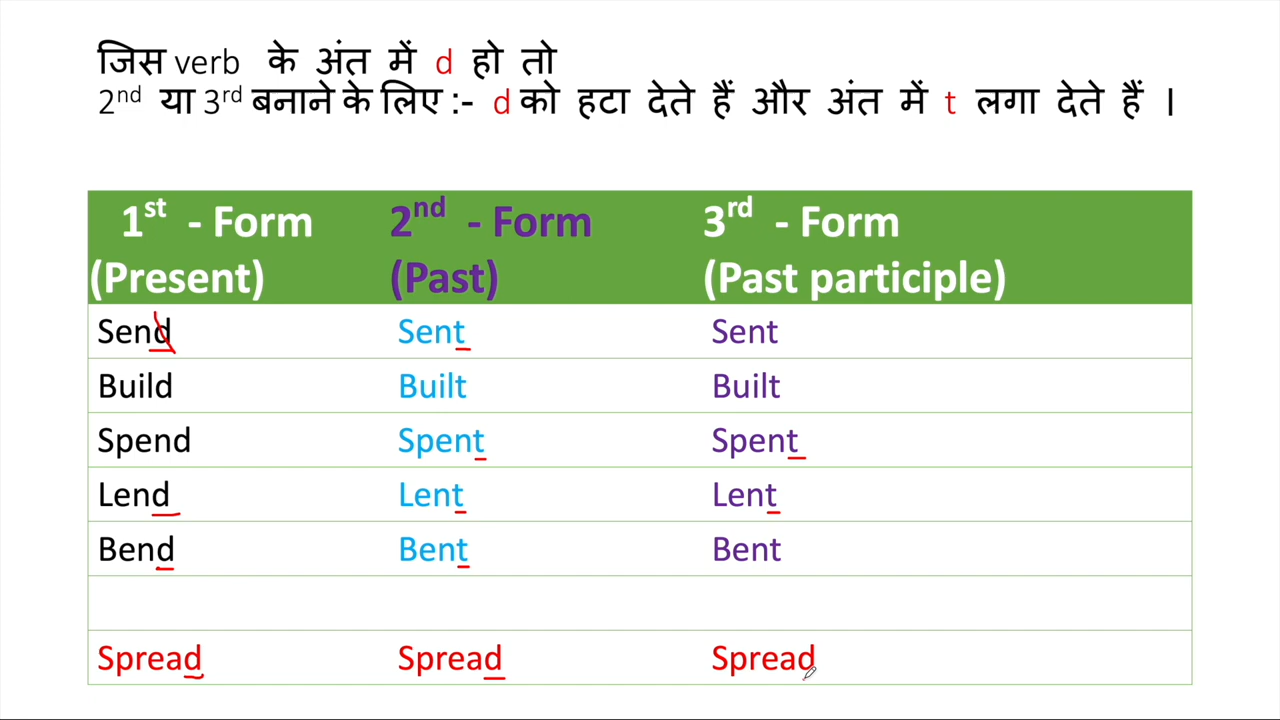 जिस verb के अंत में d हो तो
2nd या 3rd बनाने के लिए :- d को हटा देते हैं और अंत में t लगा देते हैं ।
1st - Form (Present) 2nd - Form (Past) 3rd - Form (Past participle)
Send Sent Sent
Build Built Built
Spend Spent Spent
Lend Lent Lent
Bend Bent Bent
Spread Spread Spread